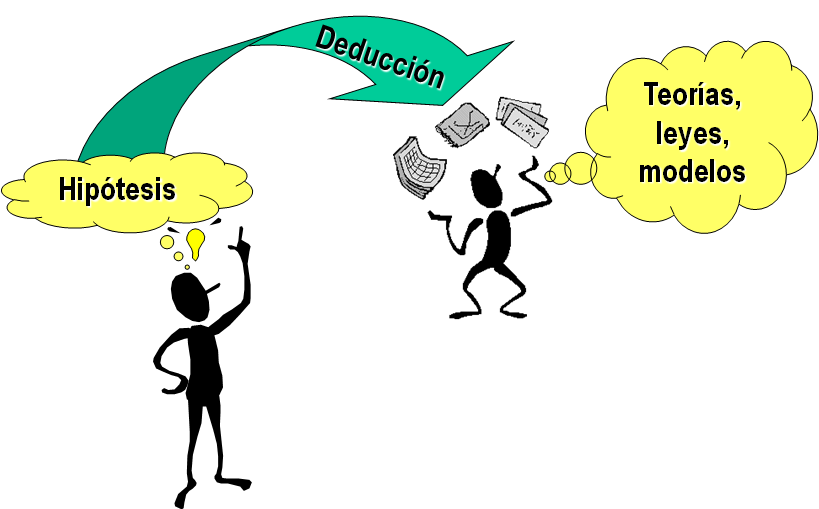 Deducción
Hipótesis
Teorías,
leyes,
modelos